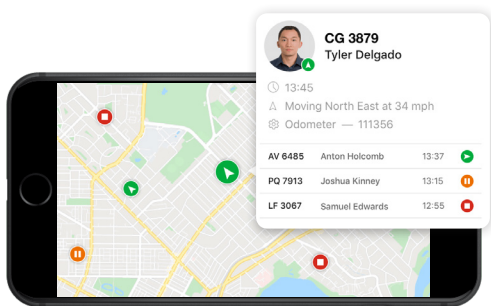 CG 3879
Tyler Delgado
13:45
Moving North East at 34 mph
Odometer — 111356
AV 6485 Anton Holcomb 13:37
PQ 7913 Joshua Kinney 13:15
LF 3067 Samuel Edwards 12:55